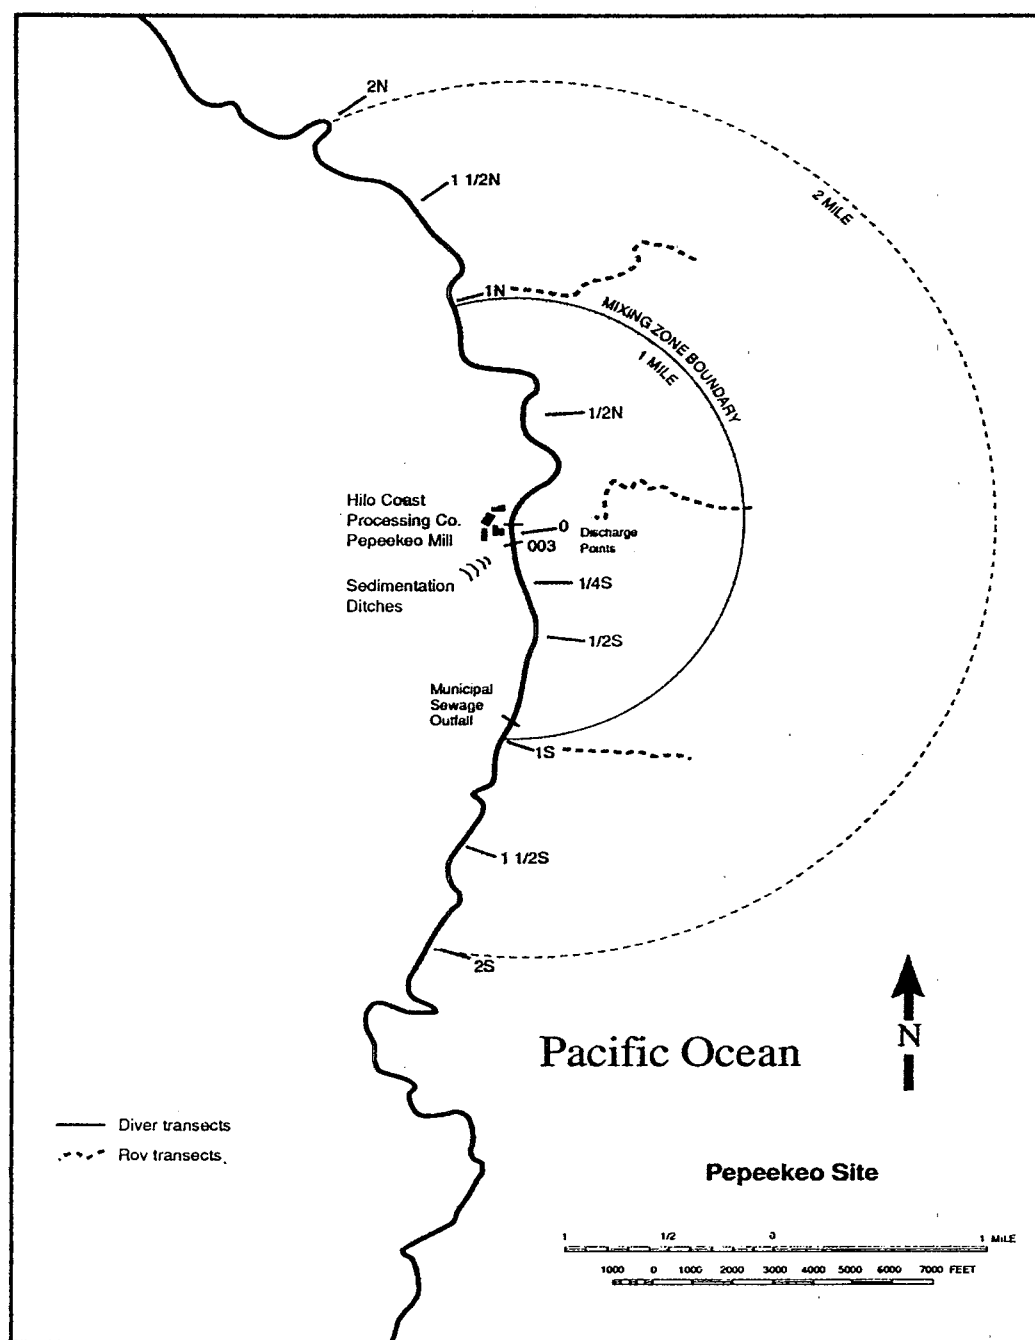 2N
1 1/2N
2 MILE
1N
MIXING ZONE BOUNDARY
1 MILE
1/2N
Hilo Coast
Processing Co.
Pepeekeo Mill
0
003
Discharge
Points
Sedimentation
Ditches
1/4S
1/2S
Municipal
Sewage
Outfall
1S
1 1/2S
2S
N
Pacific Ocean
Diver transects
Rov transects
Pepeekeo Site
1 1/2 0 1 MILE
1000 0 1000 2000 3000 4000 5000 6000 7000 FEET